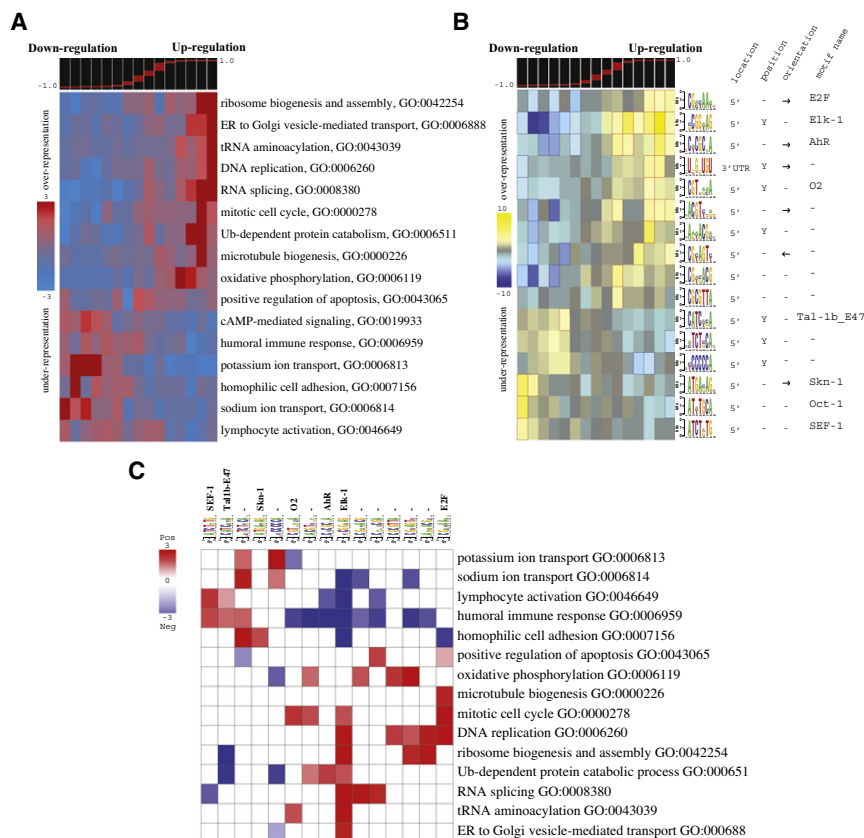 A
Down-regulation
Up-regulation
1.0
-1.0
over-representation
3
-3
under-representation
ribosome biogenesis and assembly, GO:0042254
ER to Golgi vesicle-mediated transport, GO:0006888
tRNA aminoacylation, GO:0043039
DNA replication, GO:0006260
RNA splicing, GO:0008380
mitotic cell cycle, GO:0000278
Ub-dependent protein catabolism, GO:0006511
microtubule biogenesis, GO:0000226
oxidative phosphorylation, GO:0006119
positive regulation of apoptosis, GO:0043065
cAMP-mediated signaling, GO:0019933
humoral immune response, GO:0006959
potassium ion transport, GO:0006813
homophilic cell adhesion, GO:0007156
sodium ion transport, GO:0006814
lymphocyte activation, GO:0046649
B
Down-regulation
Up-regulation
1.0
-1.0
location
position
orientation
motif name
over-representation
10
-10
under-representation
5' - → E2F
5' Y - Elk-1
5' - → AhR
3'UTR Y → -
5' Y - O2
5' - → -
5' Y - -
5' - ← -
5' - - -
5' - - -
5' Y - Tal-1b_E47
5' Y - -
5' Y - -
5' - → Skn-1
5' - - Oct-1
5' - - SEF-1
C
SEF-1
Tal1b-E47
-
Skn-1
-
O2
-
AhR
Elk-1
-
-
-
-
-
E2F
Pos
3
0
-3
Neg
potassium ion transport GO:0006813
sodium ion transport GO:0006814
lymphocyte activation GO:0046649
humoral immune response GO:0006959
homophilic cell adhesion GO:0007156
positive regulation of apoptosis GO:0043065
oxidative phosphorylation GO:0006119
microtubule biogenesis GO:0000226
mitotic cell cycle GO:0000278
DNA replication GO:0006260
ribosome biogenesis and assembly GO:0042254
Ub-dependent protein catabolic process GO:000651
RNA splicing GO:0008380
tRNA aminoacylation GO:0043039
ER to Golgi vesicle-mediated transport GO:000688